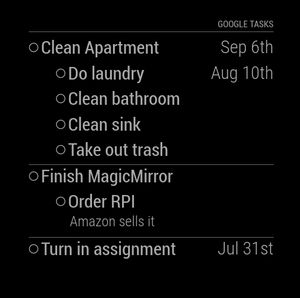 GOOGLE TASKS
Clean Apartment Sep 6th
Do laundry Aug 10th
Clean bathroom
Clean sink
Take out trash
Finish MagicMirror
Order RPI
Amazon sells it
Turn in assignment Jul 31st